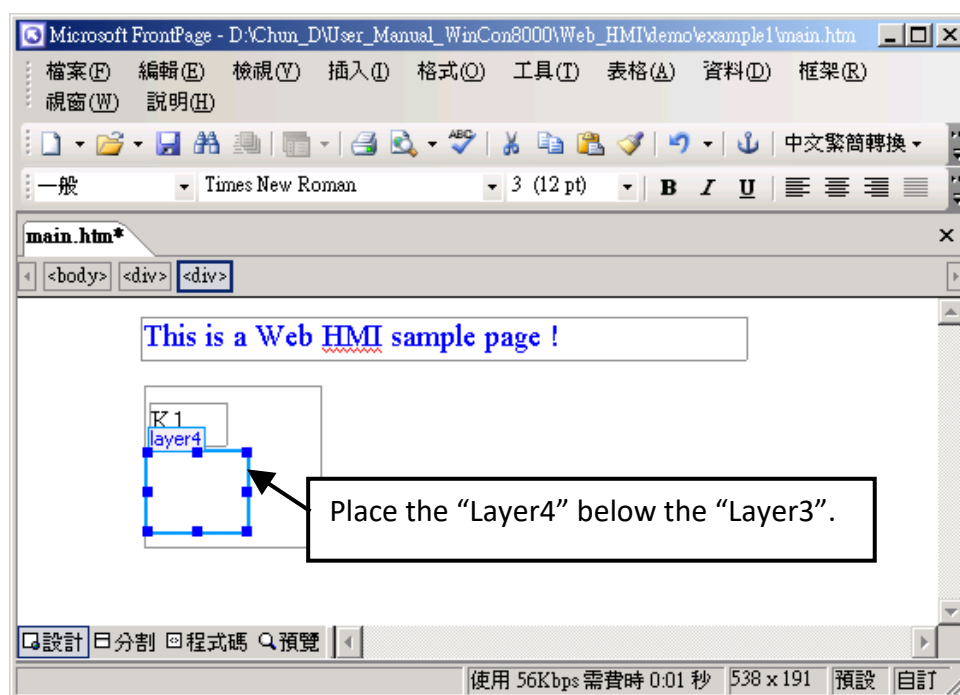 Microsoft FrontPage - D:\Chun_D\User_Manual_WinCon8000\Web_HMI\demo\example1\main.htm
檔案(F) 編輯(E) 檢視(V) 插入(I) 格式(O) 工具(T) 表格(A) 資料(D) 框架(R)
視窗(W) 說明(H)
ABC 中文繁簡轉換
一般 Times New Roman 3 (12 pt) B I U
main.htm*
<body> <div> <div>
This is a Web HMI sample page !
K1
layer4
Place the “Layer4” below the “Layer3”.
設計 分割 程式碼 預覽
使用 56Kbps 需費時 0:01 秒 538 x 191 預設 自訂